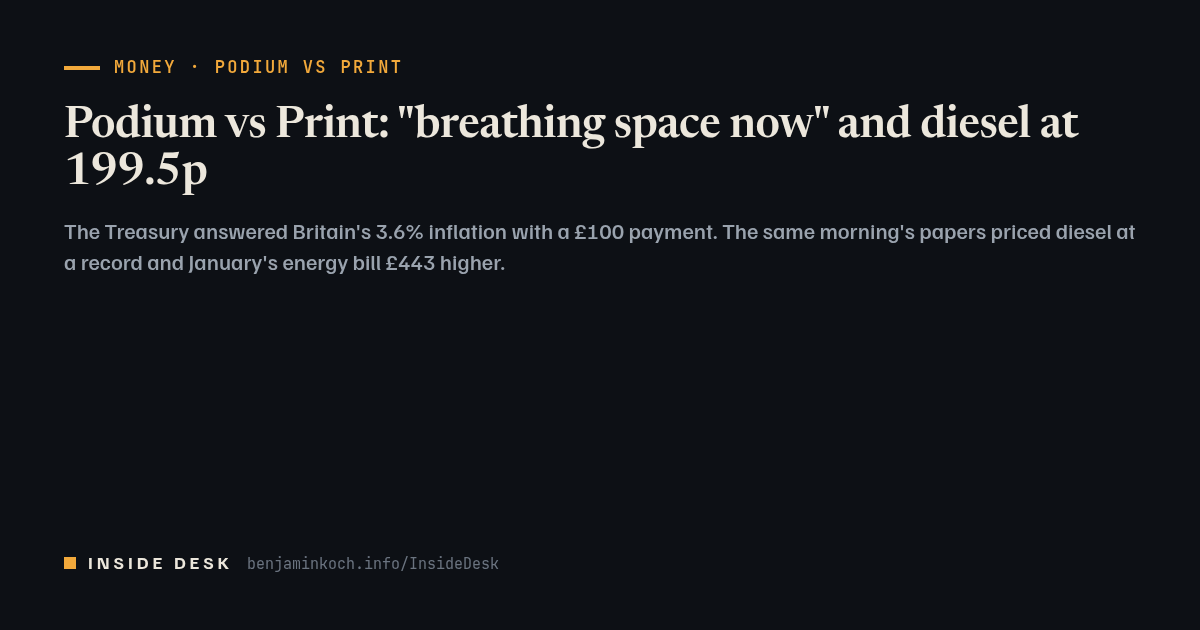 MONEY · PODIUM VS PRINT
Podium vs Print: "breathing space now" and diesel at
199.5p
The Treasury answered Britain's 3.6% inflation with a £100 payment. The same morning's papers priced diesel at
a record and January's energy bill £443 higher.
INSIDE DESK benjaminkoch.info/InsideDesk